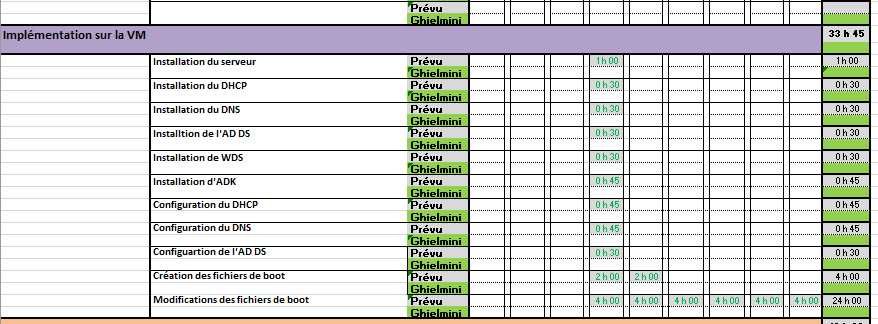 Prévu
Ghielmini
Implémentation sur la VM 33 h 45
Installation du serveur Prévu 1 h 00 1 h 00
Ghielmini
Installation du DHCP Prévu 0 h 30 0 h 30
Ghielmini
Installation du DNS Prévu 0 h 30 0 h 30
Ghielmini
Installtion de l'AD DS Prévu 0 h 30 0 h 30
Ghielmini
Installation de WDS Prévu 0 h 30 0 h 30
Ghielmini
Installation d'ADK Prévu 0 h 45 0 h 45
Ghielmini
Configuration du DHCP Prévu 0 h 45 0 h 45
Ghielmini
Configuration du DNS Prévu 0 h 45 0 h 45
Ghielmini
Configuartion de l'AD DS Prévu 0 h 30 0 h 30
Ghielmini
Création des fichiers de boot Prévu 2 h 00 2 h 00 4 h 00
Ghielmini
Modifications des fichiers de boot Prévu 4 h 00 4 h 00 4 h 00 4 h 00 4 h 00 4 h 00 24 h 00
Ghielmini